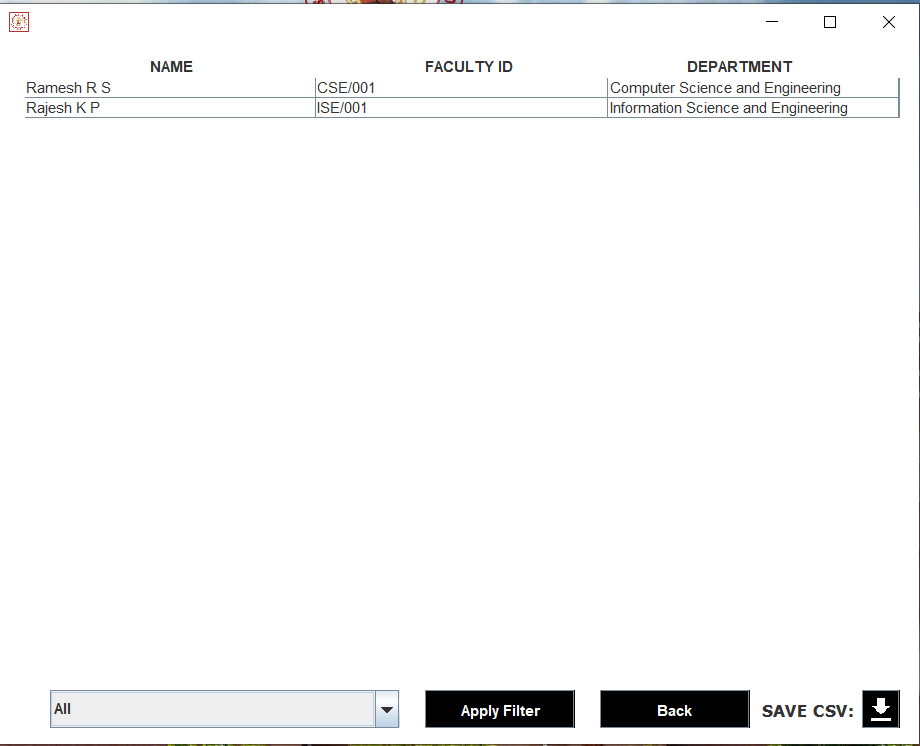 NAME FACULTY ID DEPARTMENT
Ramesh R S CSE/001 Computer Science and Engineering
Rajesh K P ISE/001 Information Science and Engineering
All Apply Filter Back SAVE CSV: